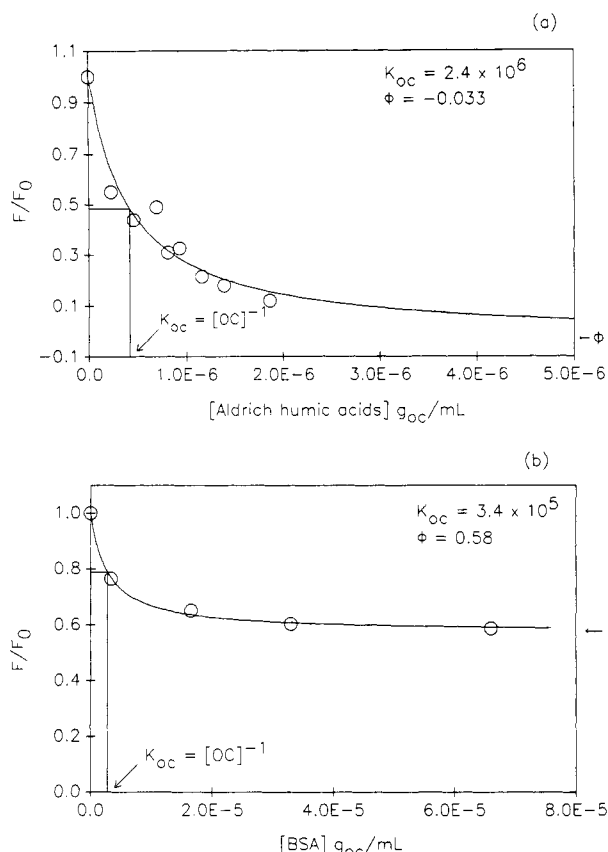 (a)
1.1
K_oc = 2.4 x 10^6
Φ = -0.033
0.9
0.7
F/F_0
0.5
0.3
0.1
K_oc = [OC]^-1
Φ
-0.1
0.0
1.0E-6
2.0E-6
3.0E-6
4.0E-6
5.0E-6
[Aldrich humic acids] g_oc/mL
(b)
K_oc = 3.4 x 10^5
Φ = 0.58
1.0
0.8
F/F_0
0.6
0.4
0.2
K_oc = [OC]^-1
0.0
0.0
2.0E-5
4.0E-5
6.0E-5
8.0E-5
[BSA] g_oc/mL